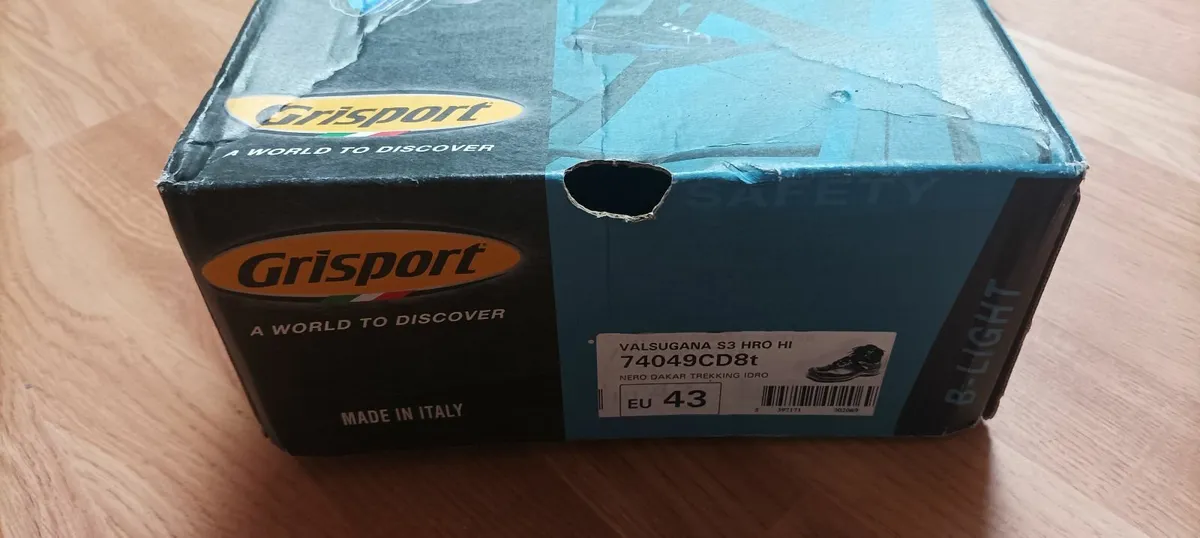 Grisport
A WORLD TO DISCOVER
SAFETY
Grisport
A WORLD TO DISCOVER
MADE IN ITALY
VALSUGANA S3 HRO HI
74049CD8t
NERO DAKAR TREKKING IDRO
EU 43
B-LIGHT